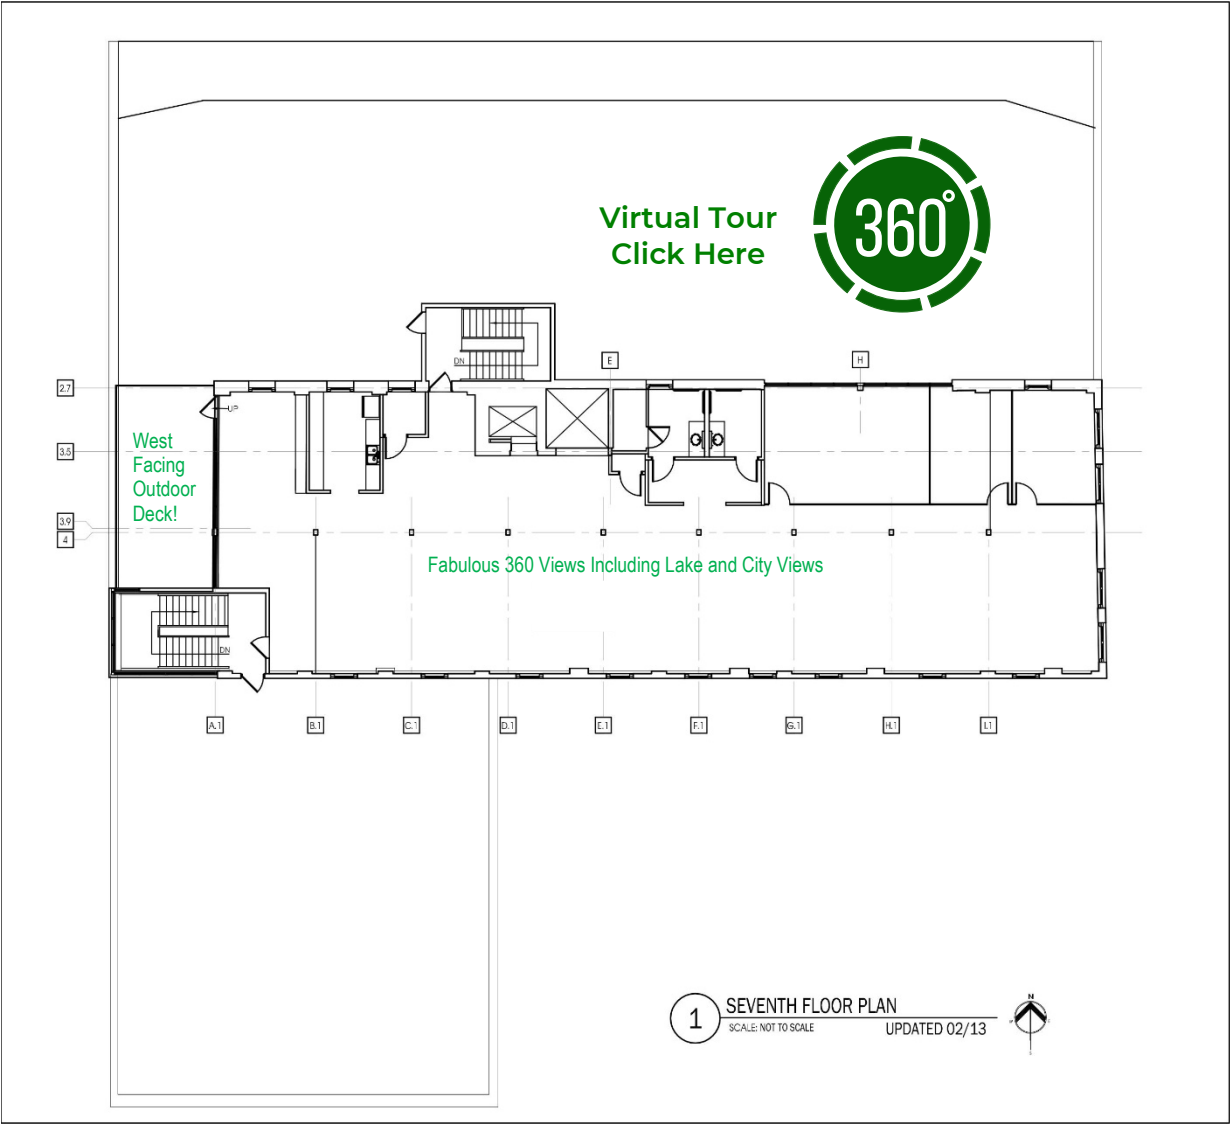 Virtual Tour
Click Here
360°
DN
E
H
2.7
UP
West
Facing
Outdoor
Deck!
3.5
3.9
4
Fabulous 360 Views Including Lake and City Views
DN
A.1
B.1
C.1
D.1
E.1
F.1
G.1
H.1
I.1
N
1
SEVENTH FLOOR PLAN
SCALE: NOT TO SCALE
UPDATED 02/13